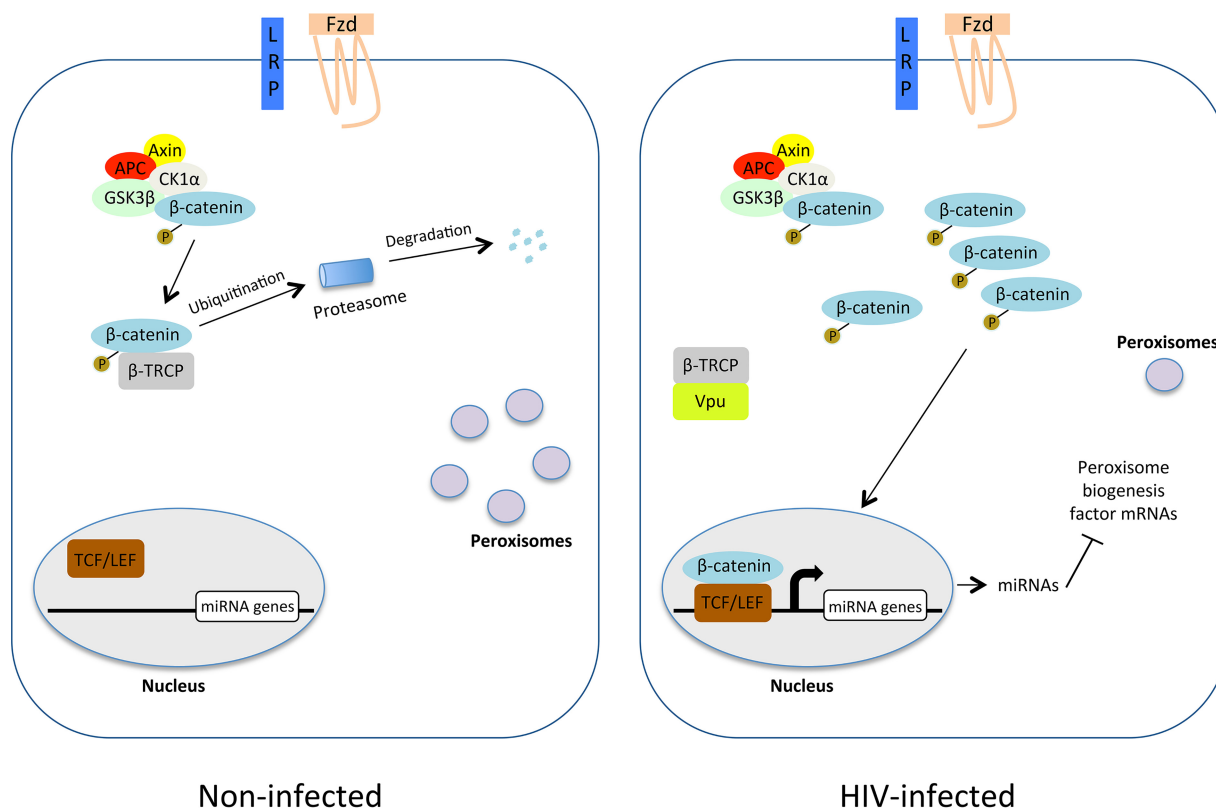 L
R
P
Fzd
Axin
APC
CK1α
GSK3β
β-catenin
P
Ubiquitination
Proteasome
Degradation
β-catenin
P
β-TRCP
Peroxisomes
TCF/LEF
miRNA genes
Nucleus
Non-infected
L
R
P
Fzd
Axin
APC
CK1α
GSK3β
β-catenin
P
β-catenin
P
β-catenin
P
β-catenin
P
β-catenin
P
β-TRCP
Vpu
Peroxisomes
Peroxisome
biogenesis
factor mRNAs
β-catenin
TCF/LEF
miRNA genes
miRNAs
Nucleus
HIV-infected